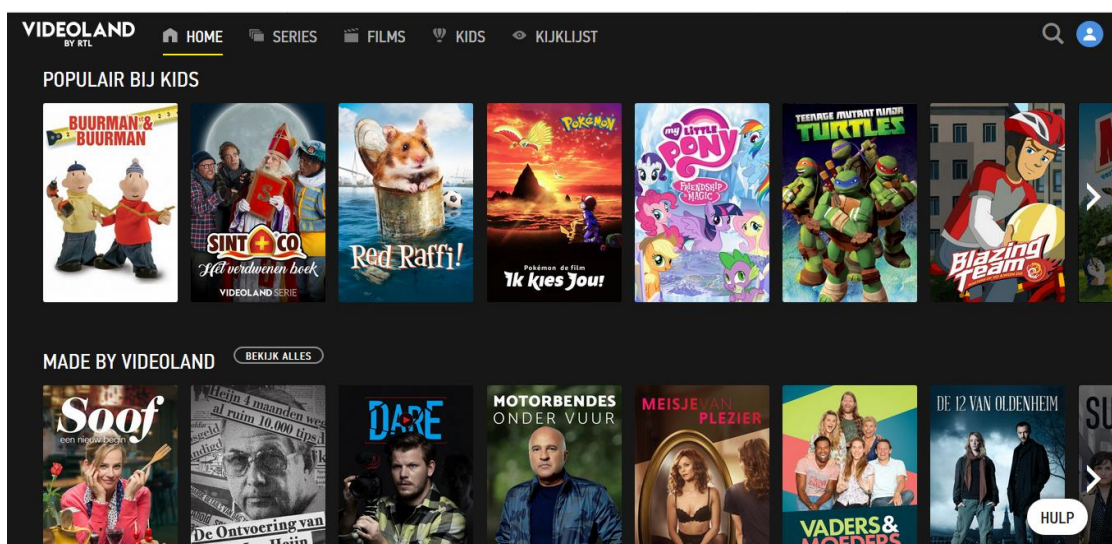 VIDEOLAND
BY RTL
HOME
SERIES
FILMS
KIDS
KIJKLIJST
POPULAIR BIJ KIDS
BUURMAN &
BUURMAN
SINT & CO
Het verdwenen boek
VIDEOLAND SERIE
Red Raffi!
Pokémon
Pokémon de film
Ik kies Jou!
my LITTLE
PONY
FRIENDSHIP
is MAGIC
TEENAGE MUTANT NINJA
TURTLES
Blazing
Team
MADE BY VIDEOLAND
BEKIJK ALLES
Soof
een nieuw begin
Heijn 4 maanden weg
al ruim 10.000 tips
De Ontvoering van
Heijn
DARE
MOTORBENDES
ONDER VUUR
MEISJE VAN
PLEZIER
VADERS &
MOEDERS
DE 12 VAN OLDENHEIM
SU
HULP